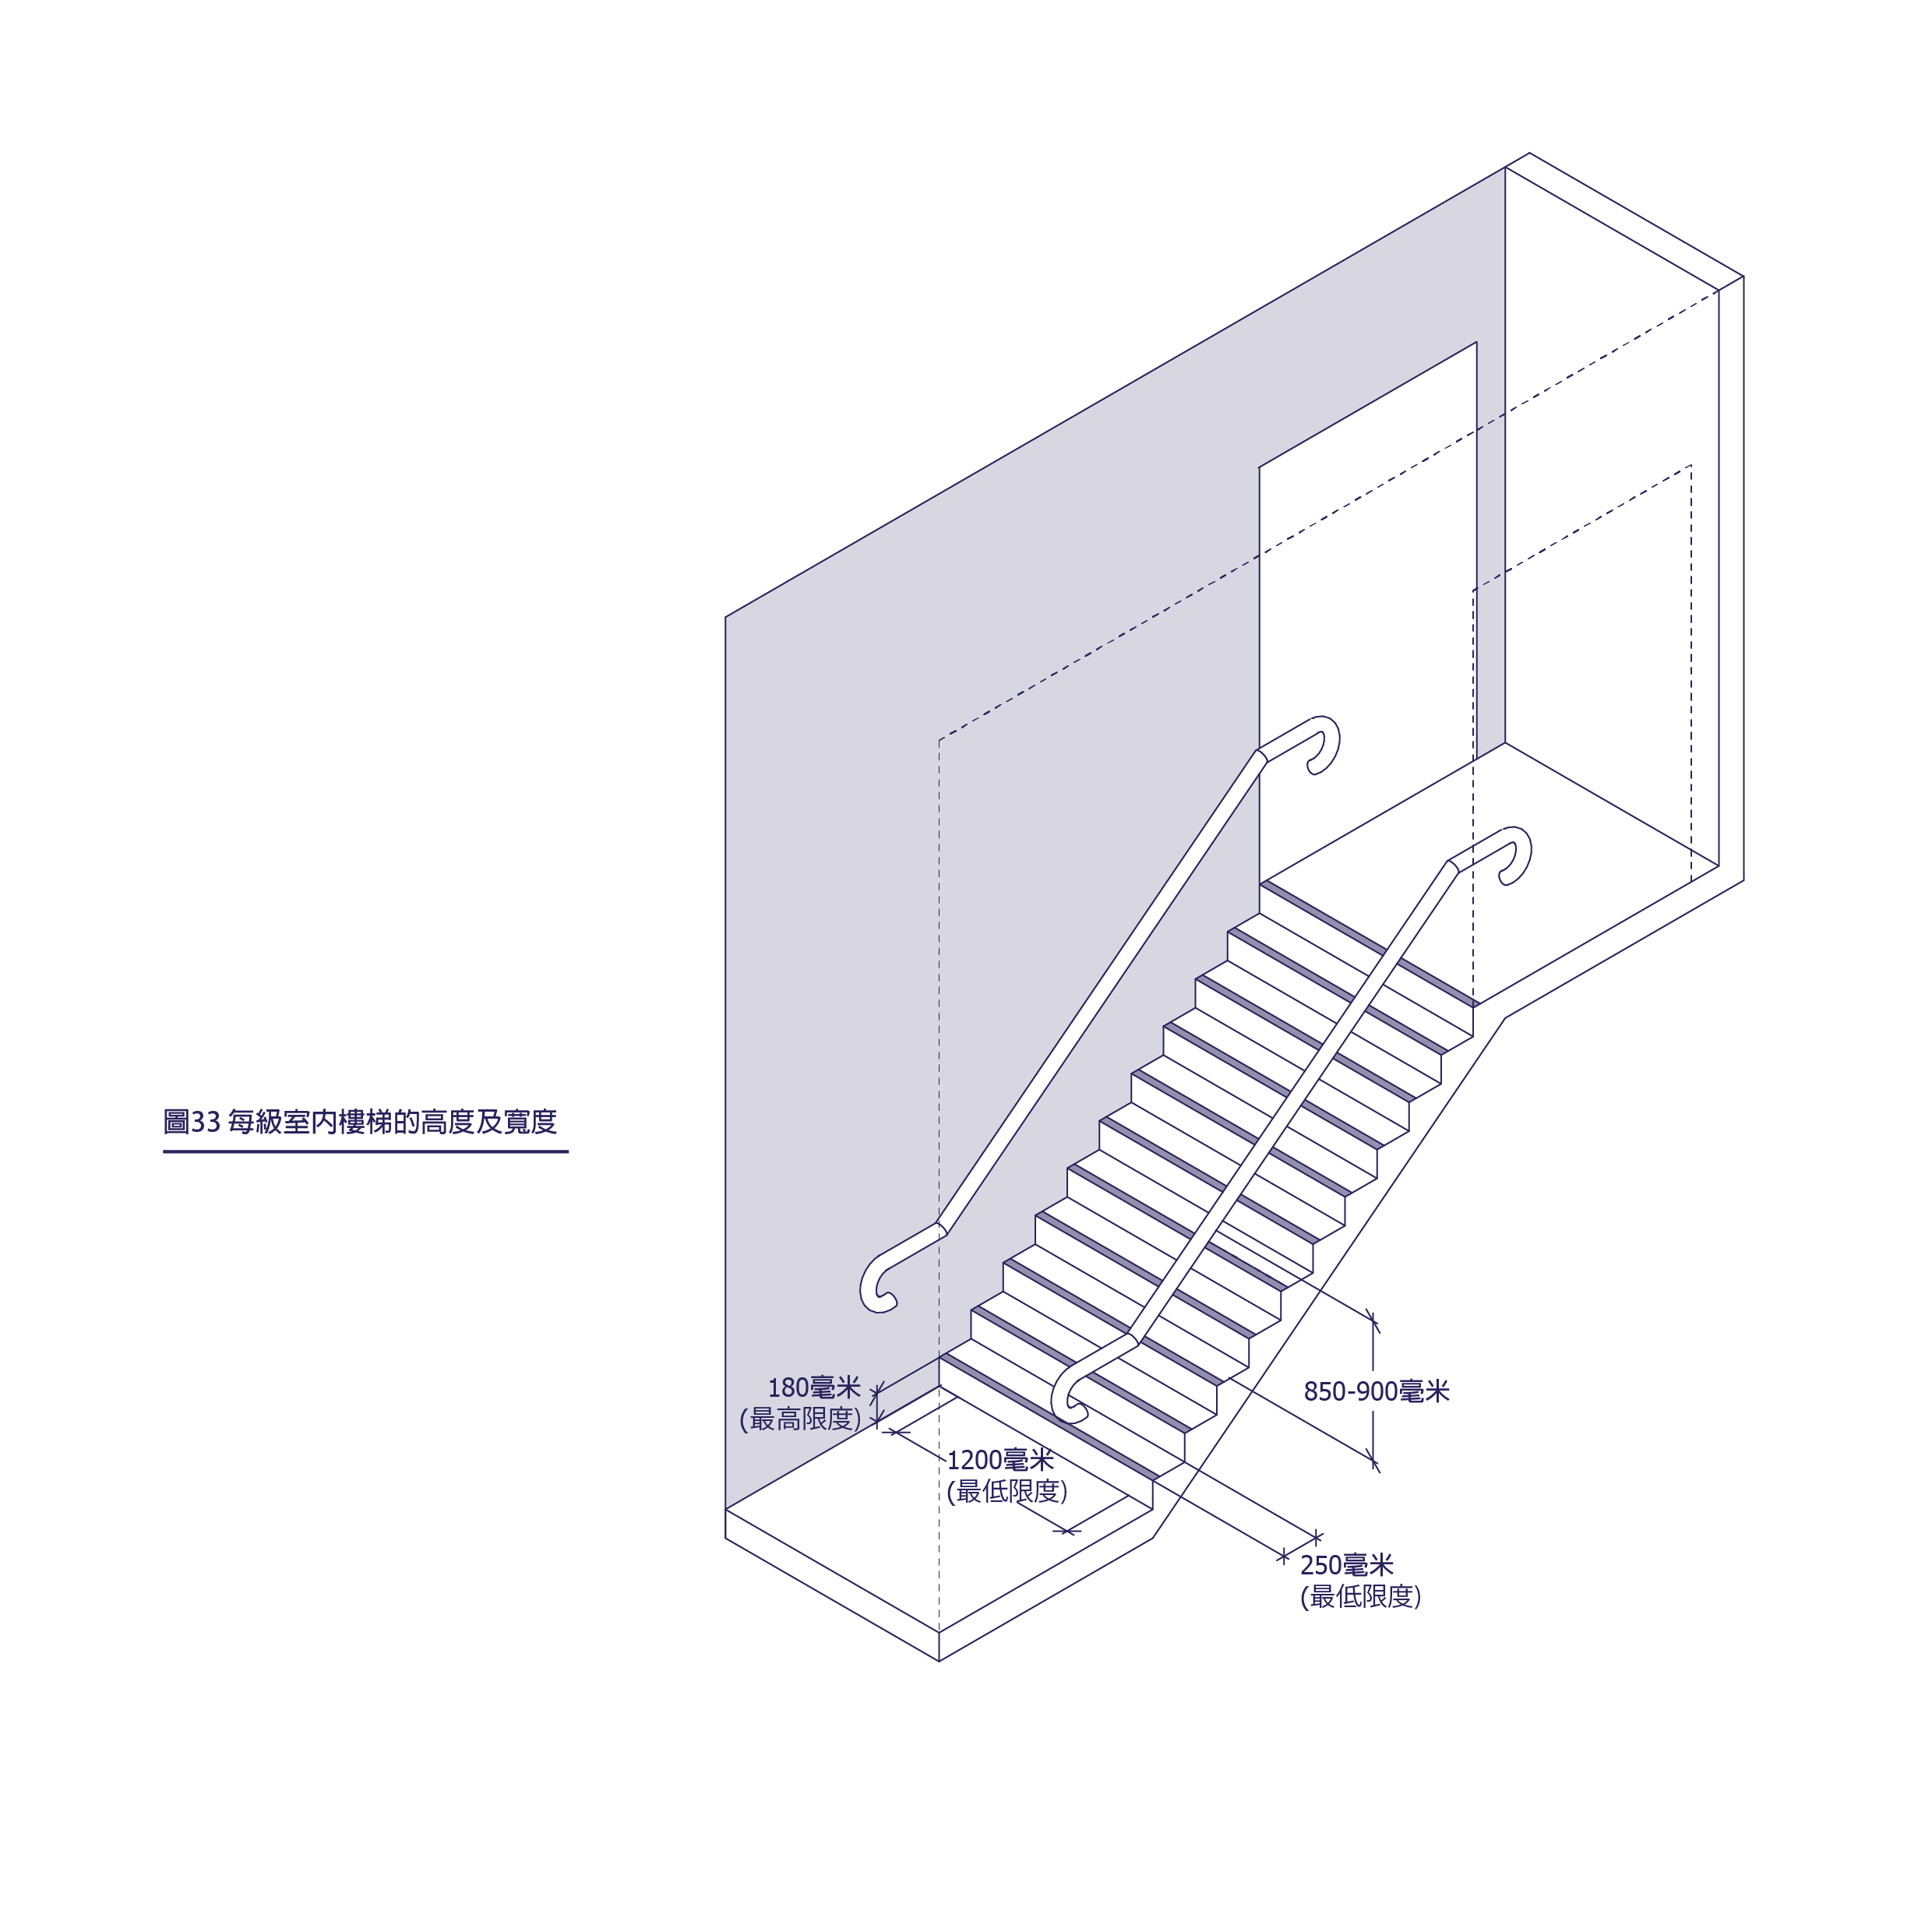 圖33 每級室内樓梯的高度及寬度
180毫米
(最高限度)
1200毫米
(最低限度)
850-900毫米
250毫米
(最低限度)